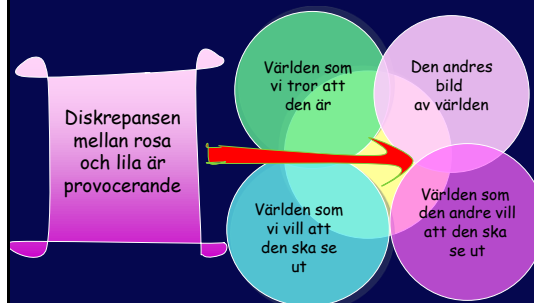 Diskrepansen
mellan rosa
och lila är
provocerande
Världen som
vi tror att
den är
Den andres
bild
av världen
Världen som
vi vill att
den ska se
ut
Världen som
den andre vill
att den ska
se ut